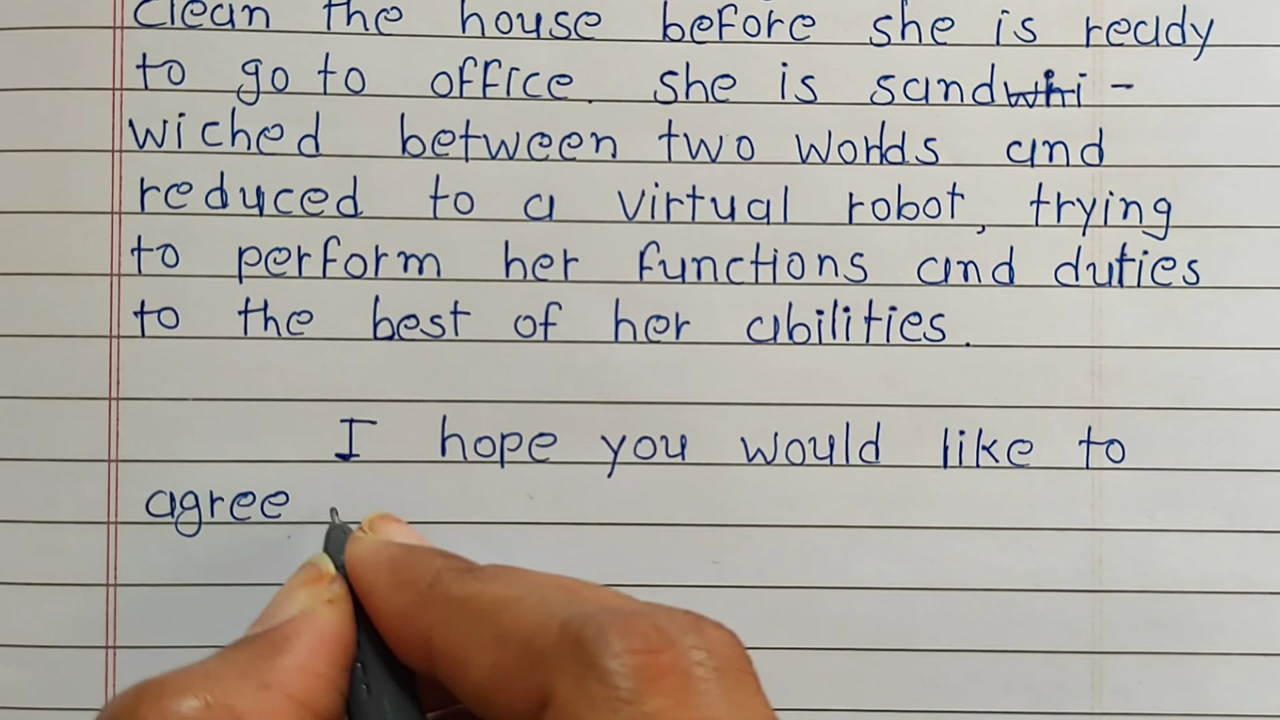 clean the house before she is ready
to go to office. she is sandwhi-
wiched between two worlds and
reduced to a virtual robot, trying
to perform her functions and duties
to the best of her abilities.
I hope you would like to
agree